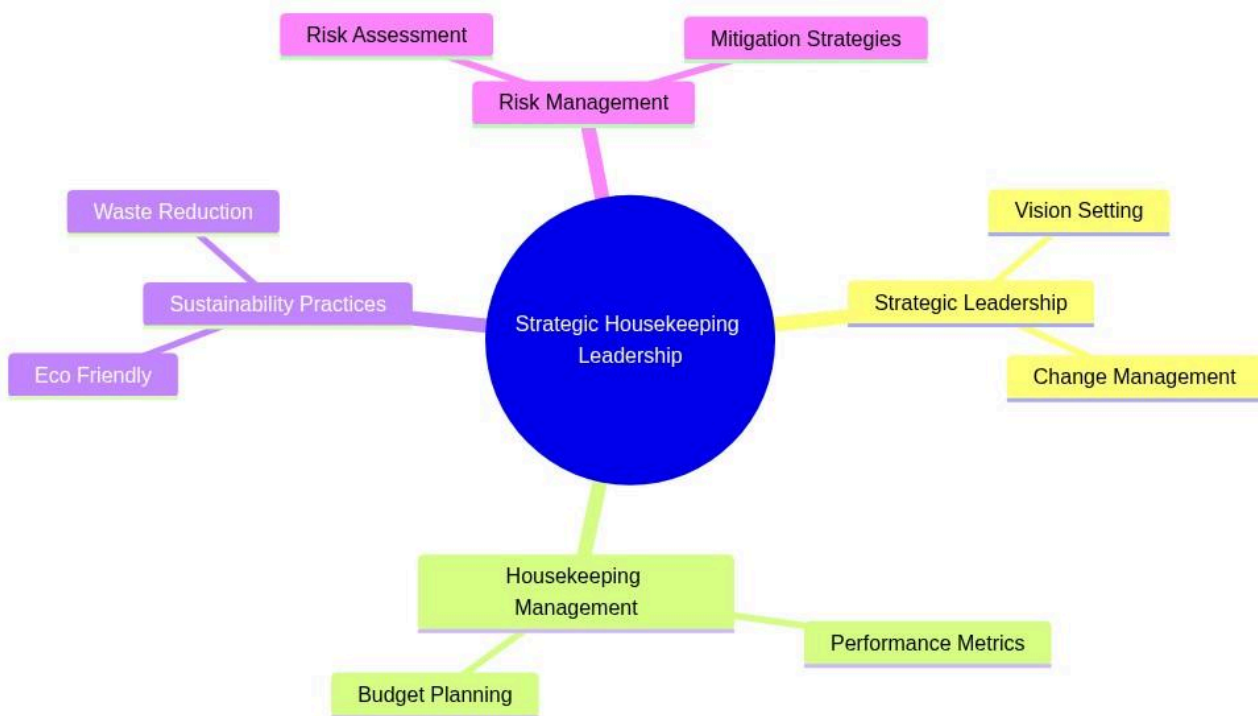 Risk Assessment
Mitigation Strategies
Risk Management
Waste Reduction
Vision Setting
Sustainability Practices
Strategic Leadership
Strategic Housekeeping
Leadership
Eco Friendly
Change Management
Housekeeping
Management
Performance Metrics
Budget Planning